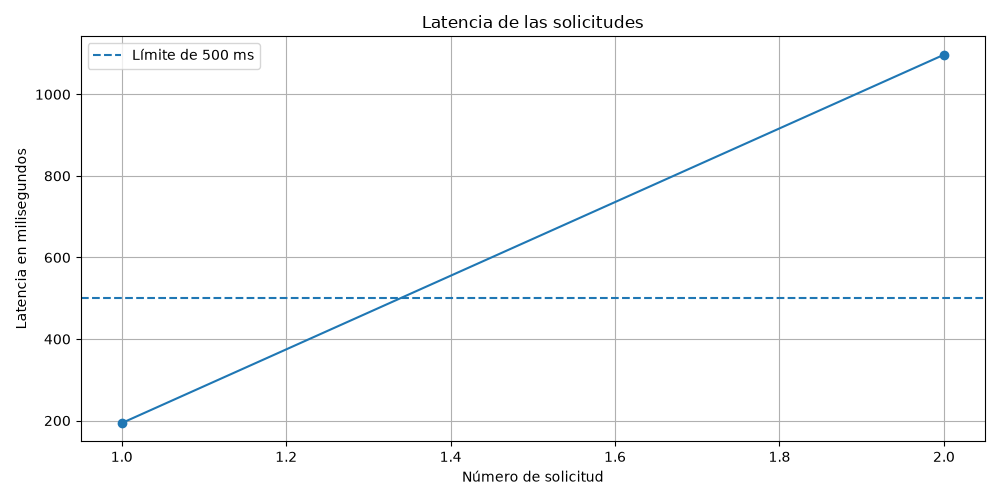 Latencia de las solicitudes
Límite de 500 ms
Latencia en milisegundos
1000
800
600
400
200
1.0 1.2 1.4 1.6 1.8 2.0
Número de solicitud